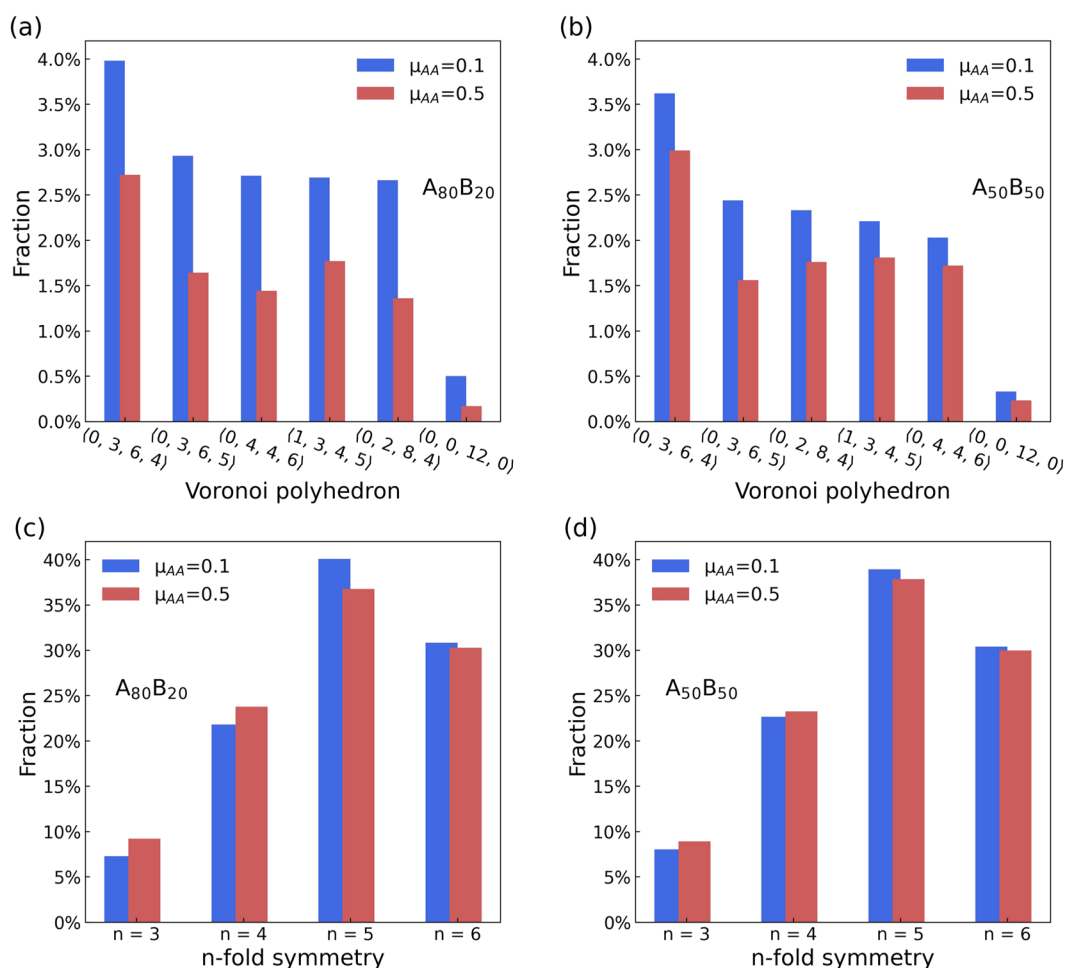 (a)
4.0%
3.5%
3.0%
2.5%
2.0%
1.5%
1.0%
0.5%
0.0%
Fraction
μAA=0.1
μAA=0.5
A80B20
(0, 3, 6, 4)
(0, 3, 6, 5)
(0, 4, 4, 6)
(1, 3, 4, 5)
(0, 2, 8, 4)
(0, 0, 12, 0)
Voronoi polyhedron
(b)
4.0%
3.5%
3.0%
2.5%
2.0%
1.5%
1.0%
0.5%
0.0%
Fraction
μAA=0.1
μAA=0.5
A50B50
(0, 3, 6, 4)
(0, 3, 6, 5)
(0, 2, 8, 4)
(1, 3, 4, 5)
(0, 4, 4, 6)
(0, 0, 12, 0)
Voronoi polyhedron
(c)
40%
35%
30%
25%
20%
15%
10%
5%
0%
Fraction
μAA=0.1
μAA=0.5
A80B20
n = 3
n = 4
n = 5
n = 6
n-fold symmetry
(d)
40%
35%
30%
25%
20%
15%
10%
5%
0%
Fraction
μAA=0.1
μAA=0.5
A50B50
n = 3
n = 4
n = 5
n = 6
n-fold symmetry